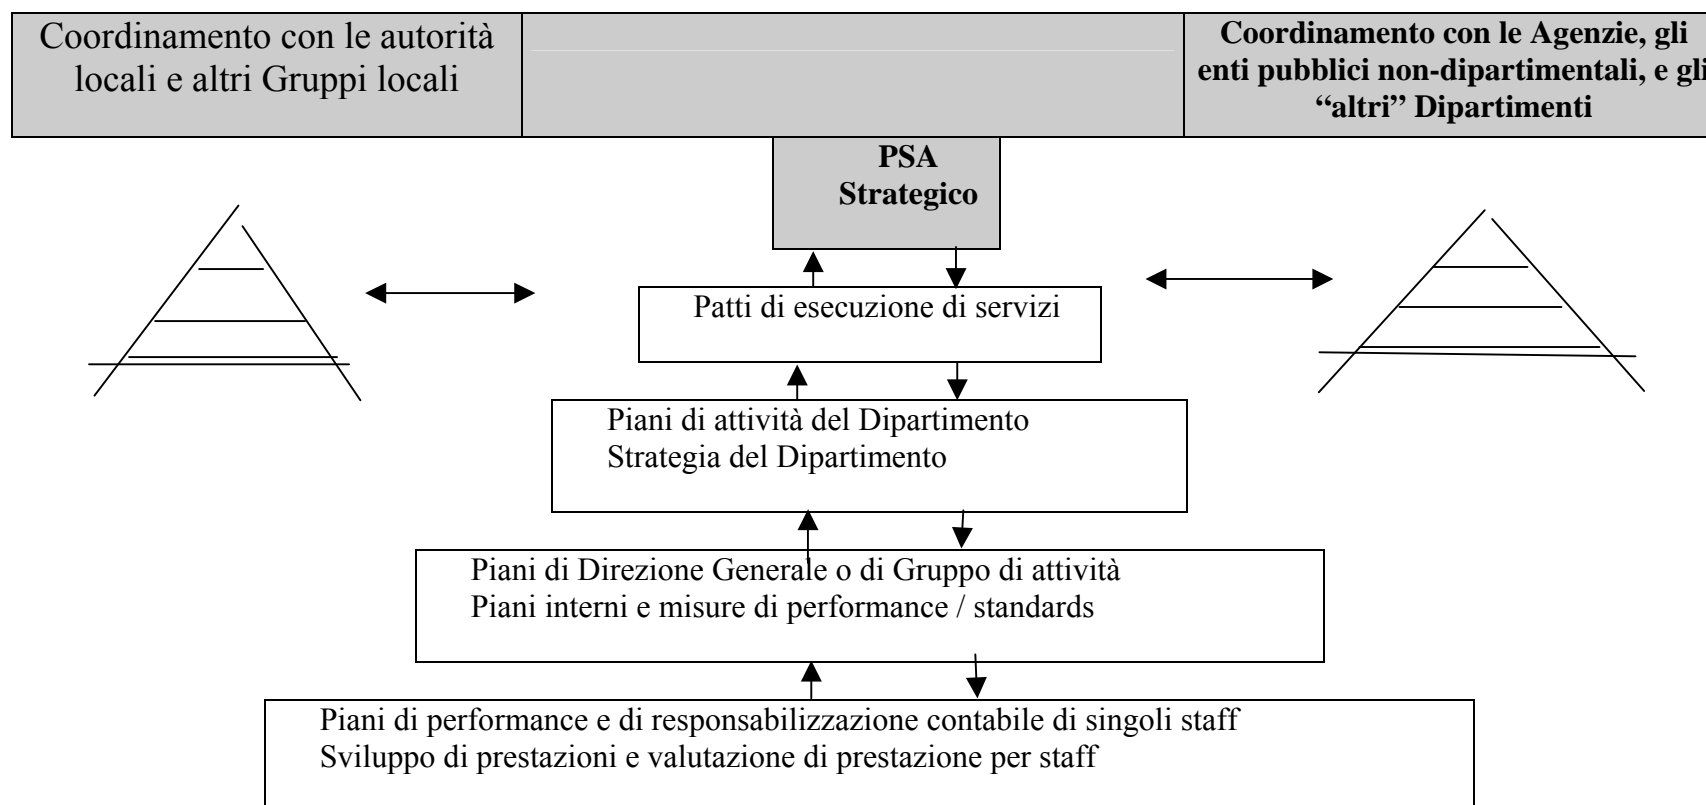 Coordinamento con le autorità
locali e altri Gruppi locali
Coordinamento con le Agenzie, gli
enti pubblici non-dipartimentali, e gli
“altri” Dipartimenti
PSA
Strategico
Patti di esecuzione di servizi
Piani di attività del Dipartimento
Strategia del Dipartimento
Piani di Direzione Generale o di Gruppo di attività
Piani interni e misure di performance / standards
Piani di performance e di responsabilizzazione contabile di singoli staff
Sviluppo di prestazioni e valutazione di prestazione per staff